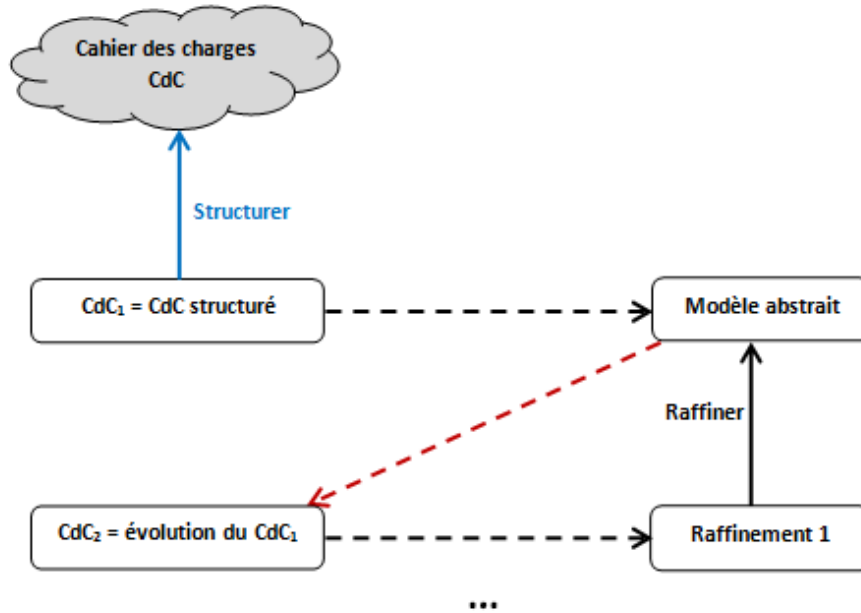 Cahier des charges
CdC
Structurer
CdC₁ = CdC structuré
Modèle abstrait
Raffiner
CdC₂ = évolution du CdC₁
Raffinement 1
...